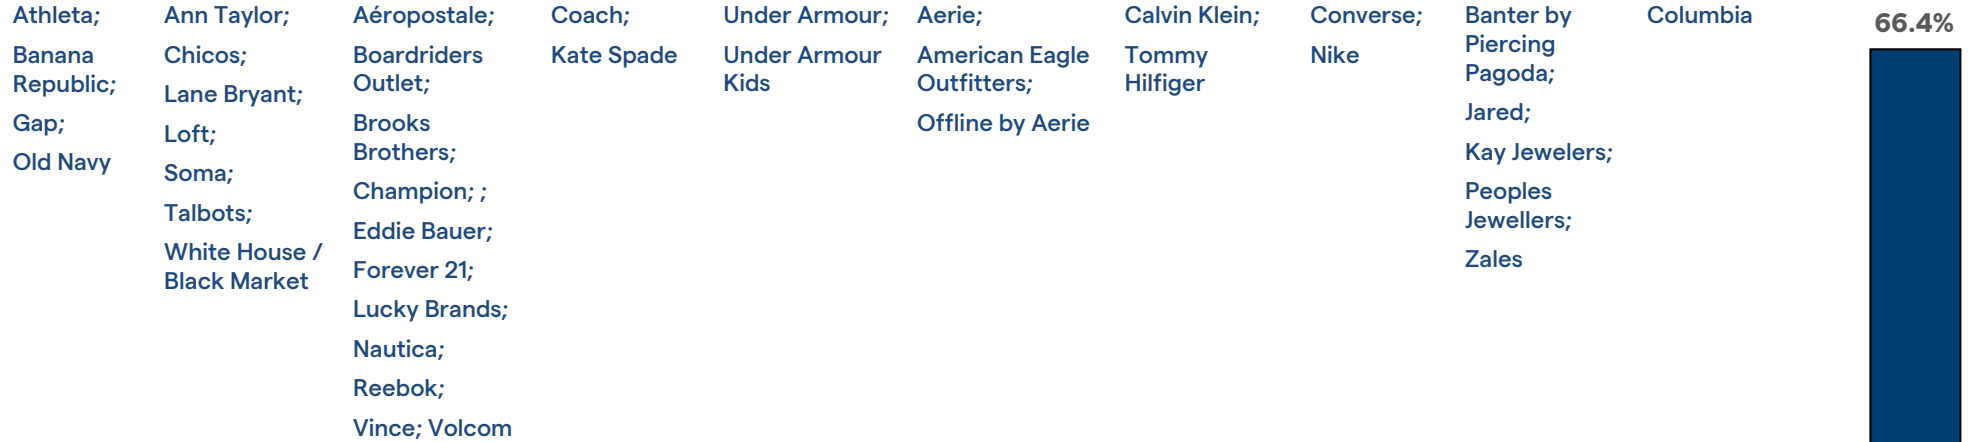 Athleta;
Banana
Republic;
Gap;
Old Navy
Ann Taylor;
Chicos;
Lane Bryant;
Loft;
Soma;
Talbots;
White House /
Black Market
Aéropostale;
Boardriders
Outlet;
Brooks
Brothers;
Champion; ;
Eddie Bauer;
Forever 21;
Lucky Brands;
Nautica;
Reebok;
Vince; Volcom
Coach;
Kate Spade
Under Armour;
Under Armour
Kids
Aerie;
American Eagle
Outfitters;
Offline by Aerie
Calvin Klein;
Tommy
Hilfiger
Converse;
Nike
Banter by
Piercing
Pagoda;
Jared;
Kay Jewelers;
Peoples
Jewellers;
Zales
Columbia
66.4%